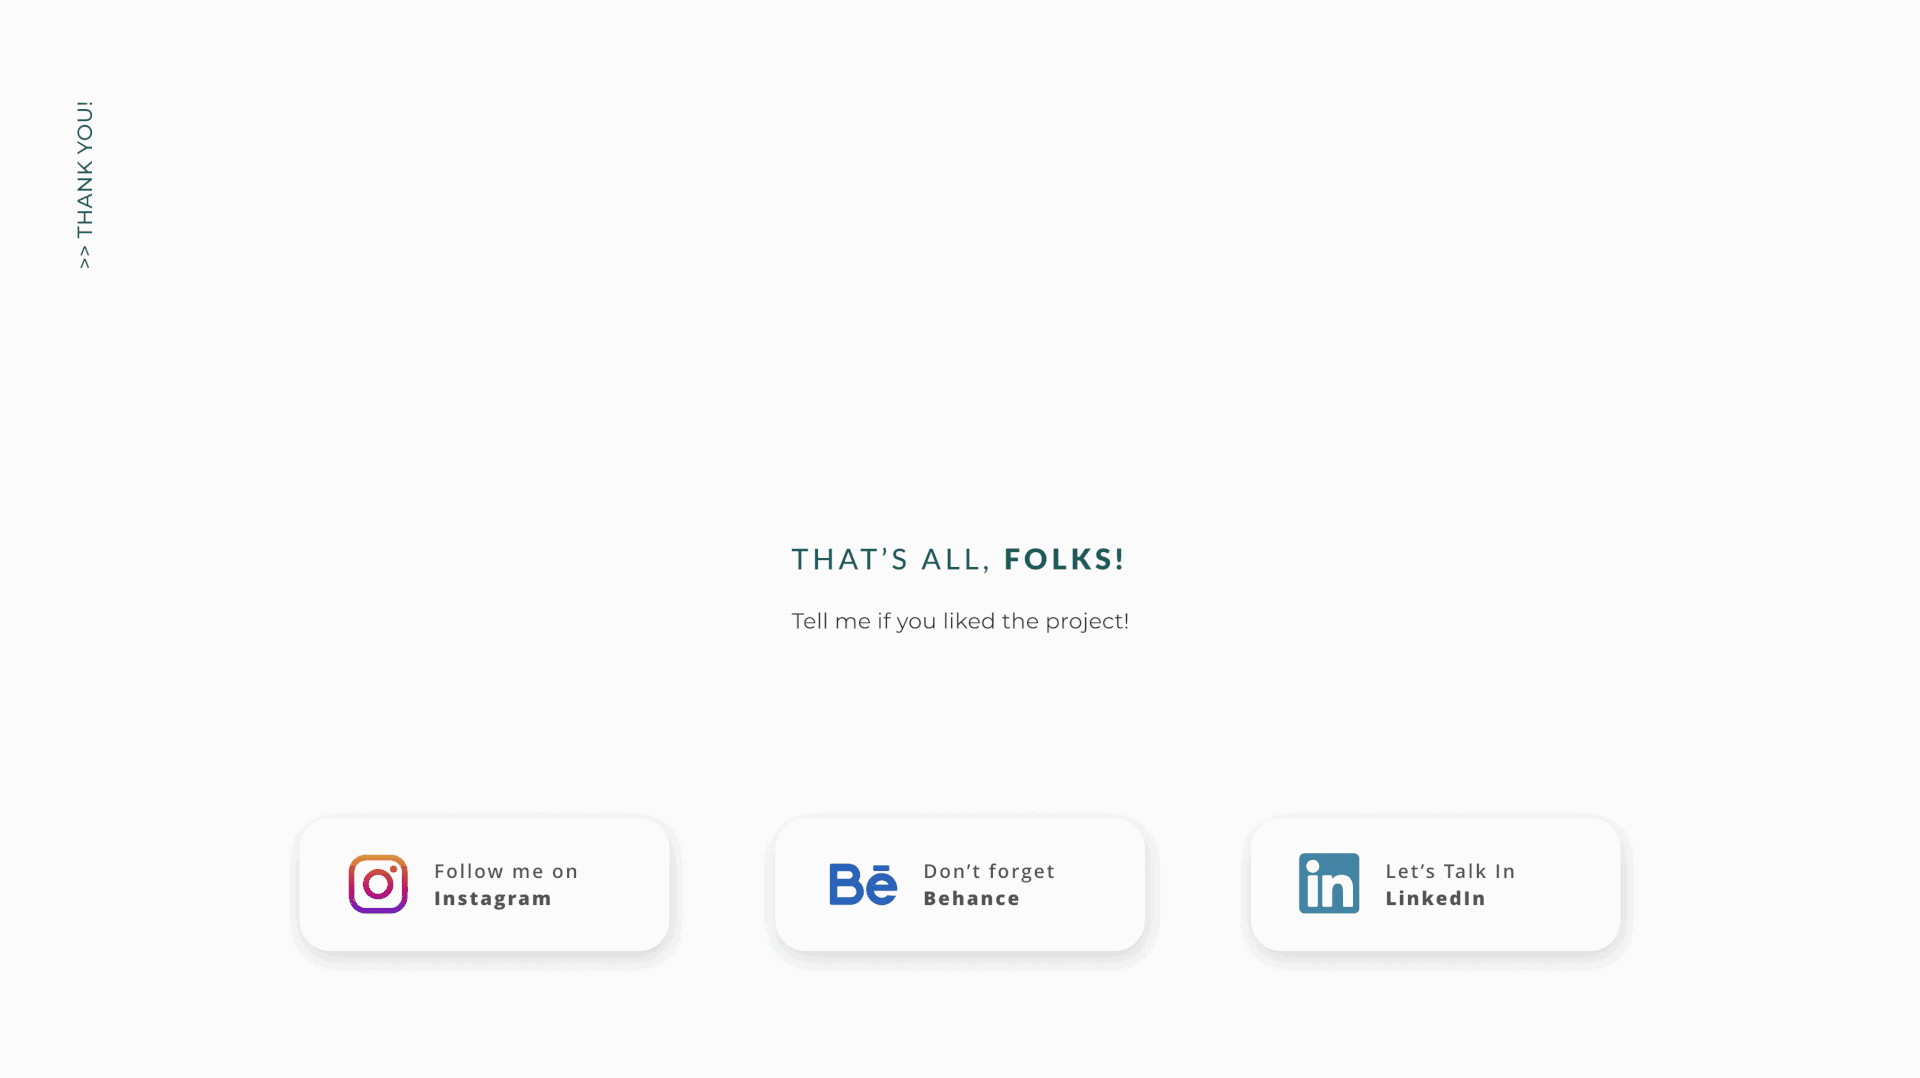 >> THANK YOU!
THAT’S ALL, FOLKS!
Tell me if you liked the project!
Follow me on
Instagram
Bē
Don’t forget
Behance
in
Let’s Talk In
LinkedIn